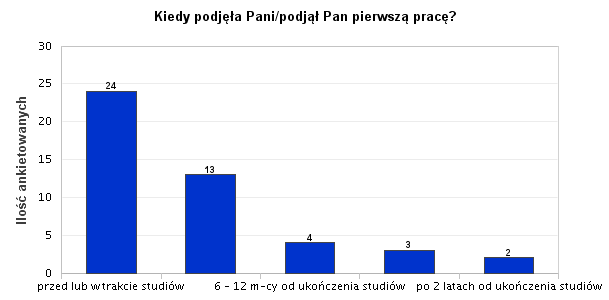 Kiedy podjęła Pani/podjął Pan pierwszą pracę?
Ilość ankietowanych
30
25
20
15
10
5
0
24
13
4
3
2
przed lub w trakcie studiów
6 - 12 m-cy od ukończenia studiów
po 2 latach od ukończenia studiów